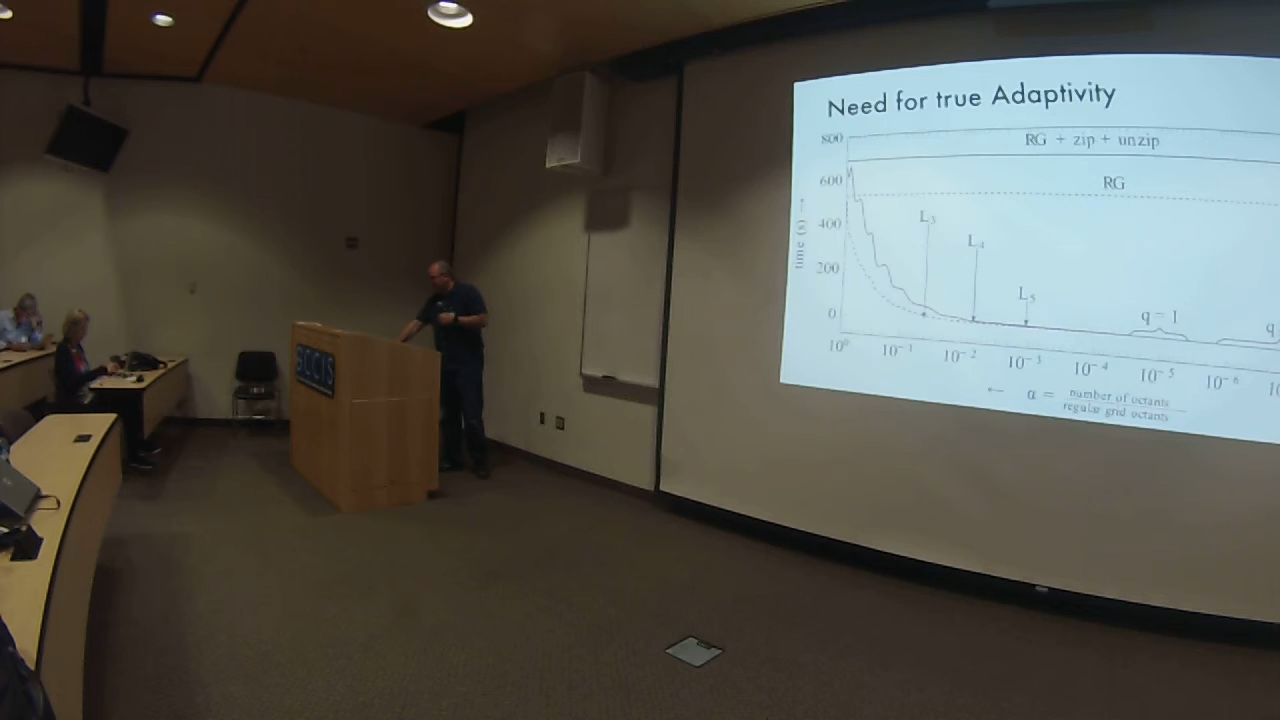 Need for true Adaptivity
800
RG + zip + unzip
600
RG
400
200
0
time (s) →
L3
L4
L5
q = 1
q
10⁰
10⁻¹
10⁻²
10⁻³
10⁻⁴
10⁻⁵
10⁻⁶
← α = number of octants
regular grid octants
CCIS